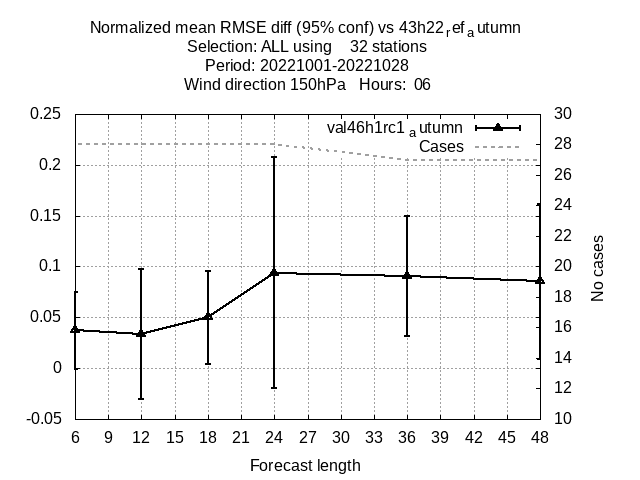 Normalized mean RMSE diff (95% conf) vs 43h22refautumn
Selection: ALL using 32 stations
Period: 20221001-20221028
Wind direction 150hPa Hours: 06
0.25 30
val46h1rc1autumn
Cases
28
0.2
26
0.15 24
22
0.1 20
18
0.05
16
0
14
12
-0.05 10
No cases
6 9 12 15 18 21 24 27 30 33 36 39 42 45 48
Forecast length